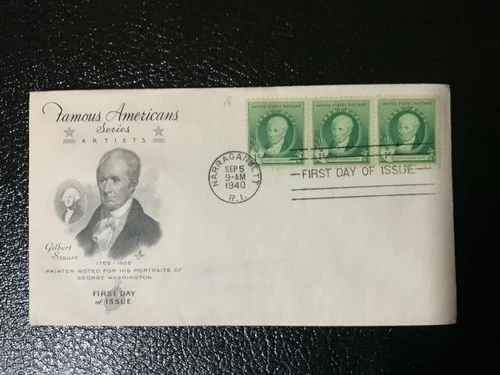 Famous Americans
Series
ARTISTS
Gilbert
Stuart
1755-1828
PAINTER NOTED FOR HIS PORTRAITS OF
GEORGE WASHINGTON
FIRST DAY
of ISSUE
UNITED STATES POSTAGE
UNITED STATES POSTAGE
UNITED STATES POSTAGE
NARRAGANSETT
SEP 5
9-AM
1940
R.I.
FIRST DAY OF ISSUE